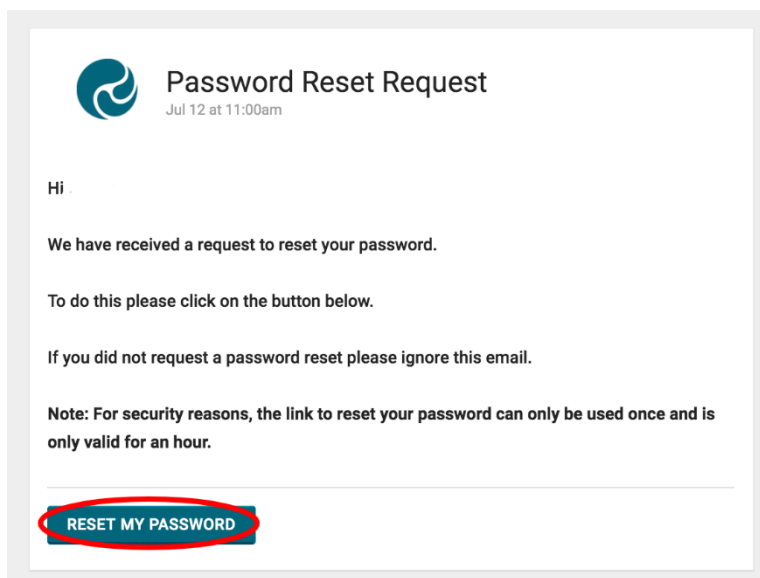 Password Reset Request
Jul 12 at 11:00am
Hi
We have received a request to reset your password.
To do this please click on the button below.
If you did not request a password reset please ignore this email.
Note: For security reasons, the link to reset your password can only be used once and is
only valid for an hour.
RESET MY PASSWORD